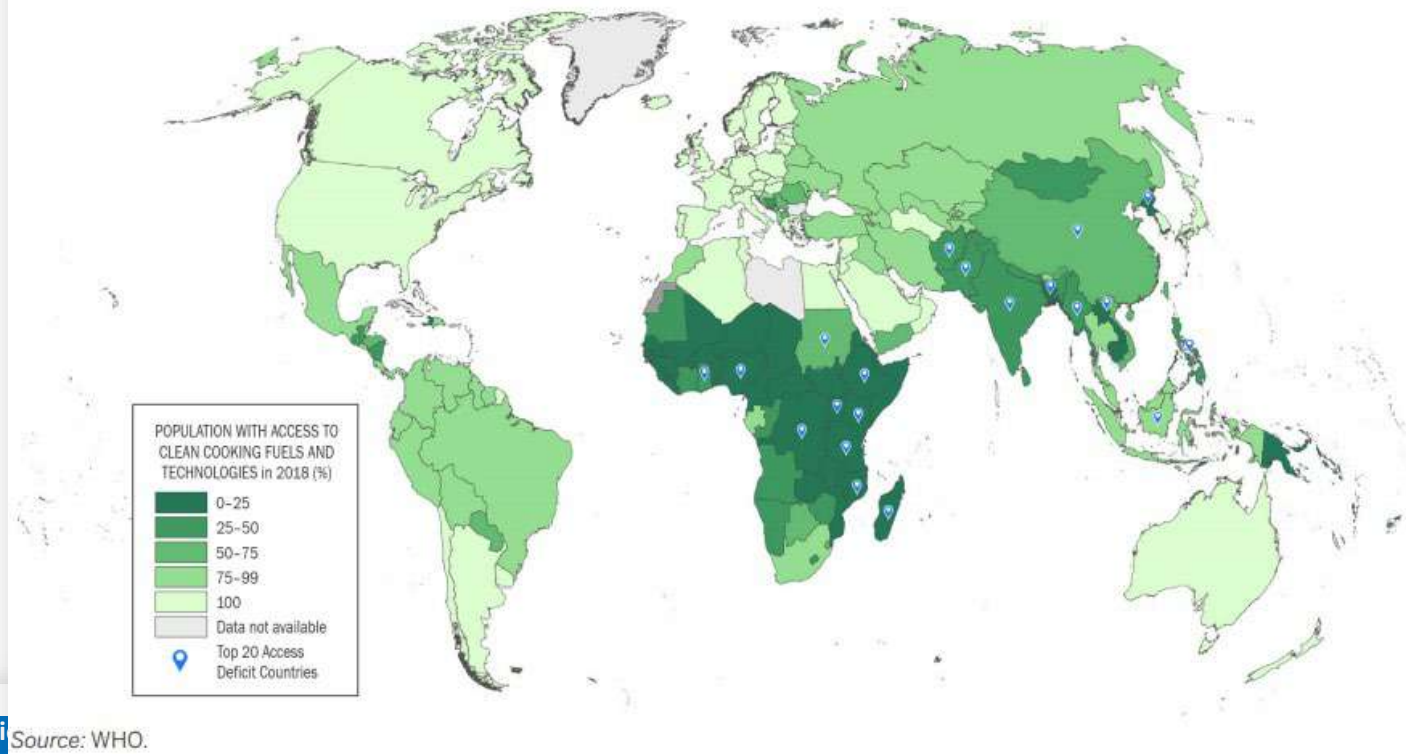 POPULATION WITH ACCESS TO
CLEAN COOKING FUELS AND
TECHNOLOGIES in 2018 (%)
0–25
25–50
50–75
75–99
100
Data not available
Top 20 Access
Deficit Countries
Source: WHO.